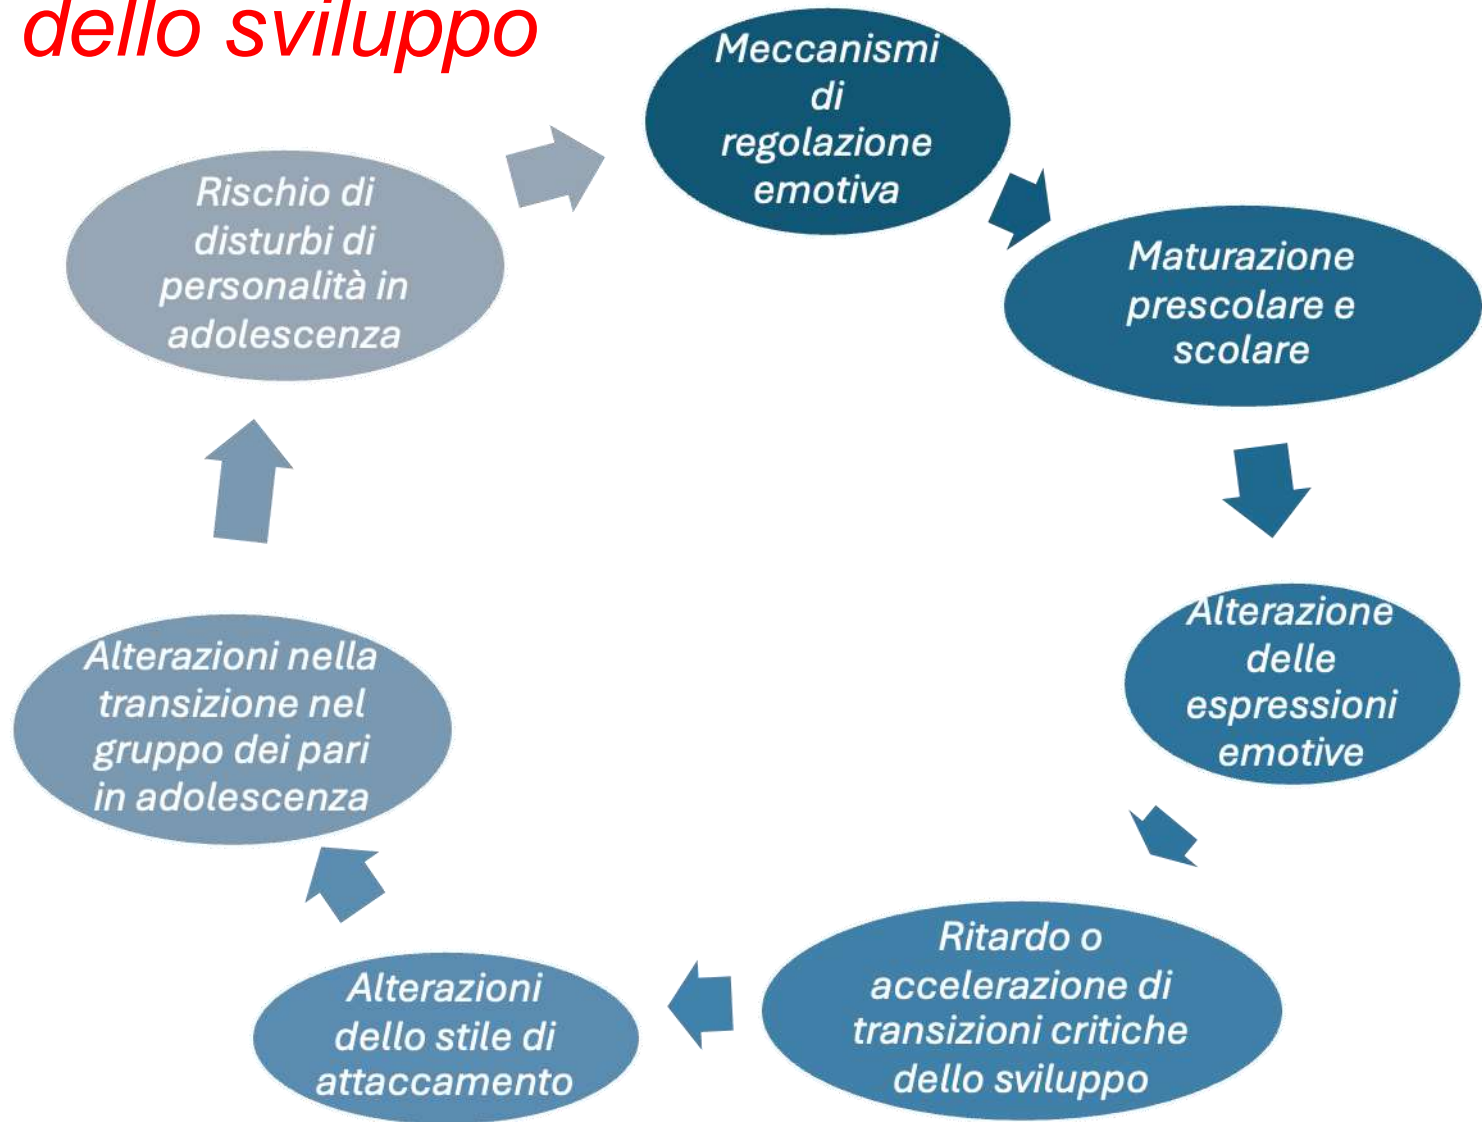 dello sviluppo
Meccanismi
di
regolazione
emotiva
Maturazione
prescolare e
scolare
Alterazione
delle
espressioni
emotive
Ritardo o
accelerazione di
transizioni critiche
dello sviluppo
Alterazioni
dello stile di
attaccamento
Alterazioni nella
transizione nel
gruppo dei pari
in adolescenza
Rischio di
disturbi di
personalità in
adolescenza